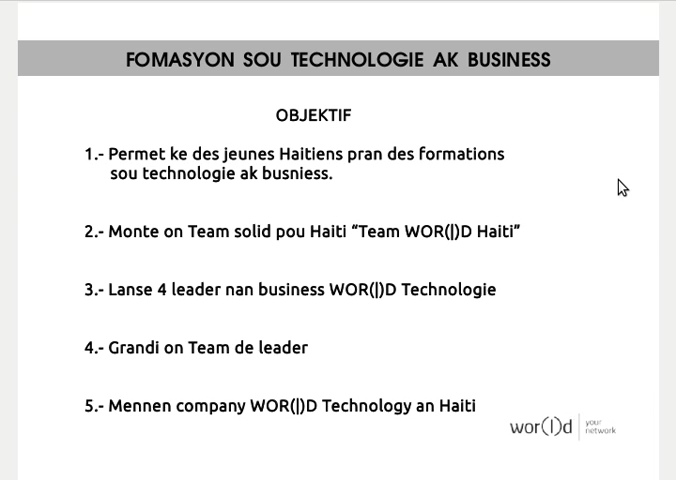 FOMASYON SOU TECHNOLOGIE AK BUSINESS
OBJEKTIF
1.- Permet ke des jeunes Haitiens pran des formations
sou technologie ak busniess.
2.- Monte on Team solid pou Haiti “Team WOR(|)D Haiti”
3.- Lanse 4 leader nan business WOR(|)D Technologie
4.- Grandi on Team de leader
5.- Mennen company WOR(|)D Technology an Haiti
wor(|)d
your
network